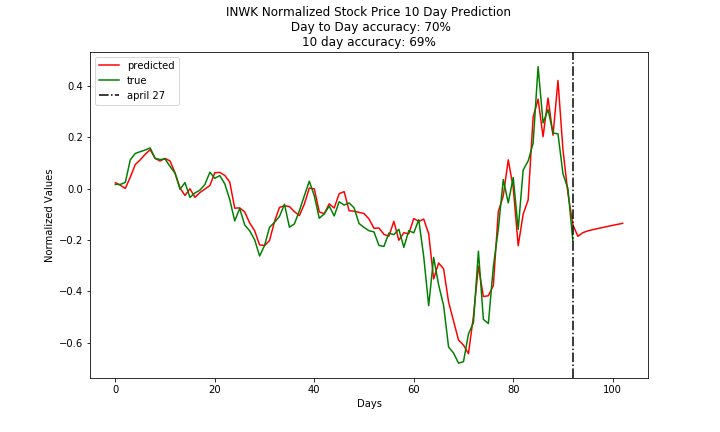 INWK Normalized Stock Price 10 Day Prediction
Day to Day accuracy: 70%
10 day accuracy: 69%
predicted
true
april 27
Normalized Values
0.4
0.2
0.0
−0.2
−0.4
−0.6
0 20 40 60 80 100
Days